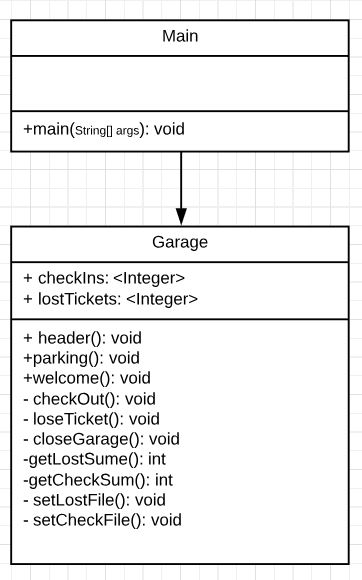 Main
+main(String[] args): void
Garage
+ checkIns: <Integer>
+ lostTickets: <Integer>
+ header(): void
+parking(): void
+welcome(): void
- checkOut(): void
- loseTicket(): void
- closeGarage(): void
-getLostSume(): int
-getCheckSum(): int
- setLostFile(): void
- setCheckFile(): void